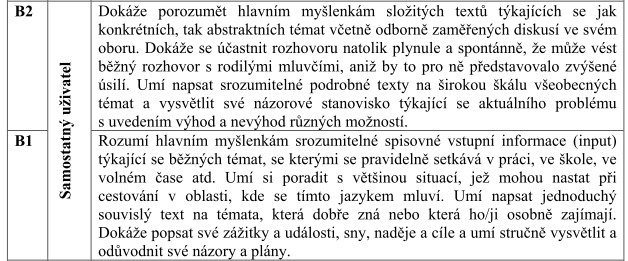 B2
Samostatný uživatel
Dokáže porozumět hlavním myšlenkám složitých textů týkajících se jak
konkrétních, tak abstraktních témat včetně odborně zaměřených diskusí ve svém
oboru. Dokáže se účastnit rozhovoru natolik plynule a spontánně, že může vést
běžný rozhovor s rodilými mluvčími, aniž by to pro ně představovalo zvýšené
úsilí. Umí napsat srozumitelné podrobné texty na širokou škálu všeobecných
témat a vysvětlit své názorové stanovisko týkající se aktuálního problému
s uvedením výhod a nevýhod různých možností.
B1
Rozumí hlavním myšlenkám srozumitelné spisovné vstupní informace (input)
týkající se běžných témat, se kterými se pravidelně setkává v práci, ve škole, ve
volném čase atd. Umí si poradit s většinou situací, jež mohou nastat při
cestování v oblasti, kde se tímto jazykem mluví. Umí napsat jednoduchý
souvislý text na témata, která dobře zná nebo která ho/ji osobně zajímají.
Dokáže popsat své zážitky a události, sny, naděje a cíle a umí stručně vysvětlit a
odůvodnit své názory a plány.